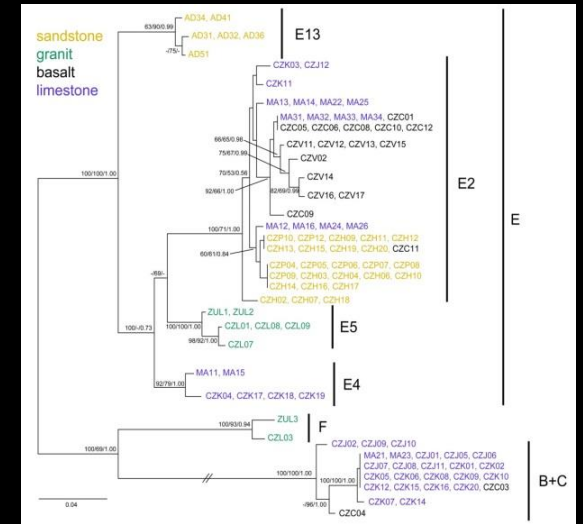 sandstone
granit
basalt
limestone
63/90/0.99
AD34, AD41
AD31, AD32, AD36
-/75/-
AD51
E13
CZK03, CZJ12
CZK11
MA13, MA14, MA22, MA25
MA31, MA32, MA33, MA34, CZC01
CZC05, CZC06, CZC08, CZC10, CZC12
66/65/0.98
CZV11, CZV12, CZV13, CZV15
75/67/0.99
CZV02
70/53/0.56
CZV14
92/66/1.00
82/69/0.99
CZV16, CZV17
CZC09
E2
E
100/100/1.00
100/71/1.00
MA12, MA16, MA24, MA26
CZP10, CZP12, CZH09, CZH11, CZH12
CZH13, CZH15, CZH19, CZH20, CZC11
60/61/0.84
CZP04, CZP05, CZP06, CZP07, CZP08
CZP09, CZH03, CZH04, CZH06, CZH10
CZH14, CZH16, CZH17
CZH02, CZH07, CZH18
-/69/-
ZUL1, ZUL2
100/100/1.00
CZL01, CZL08, CZL09
98/92/1.00
CZL07
E5
100/-/0.73
MA11, MA15
92/79/1.00
CZK04, CZK17, CZK18, CZK19
E4
ZUL3
100/93/0.94
CZL03
F
100/69/1.00
CZJ02, CZJ09, CZJ10
MA21, MA23, CZJ01, CZJ05, CZJ06
CZJ07, CZJ08, CZJ11, CZK01, CZK02
100/100/1.00
100/100/1.00
CZK05, CZK06, CZK08, CZK09, CZK10
CZK12, CZK15, CZK16, CZK20, CZC03
CZK07, CZK14
-/96/1.00
CZC04
B+C
0.04